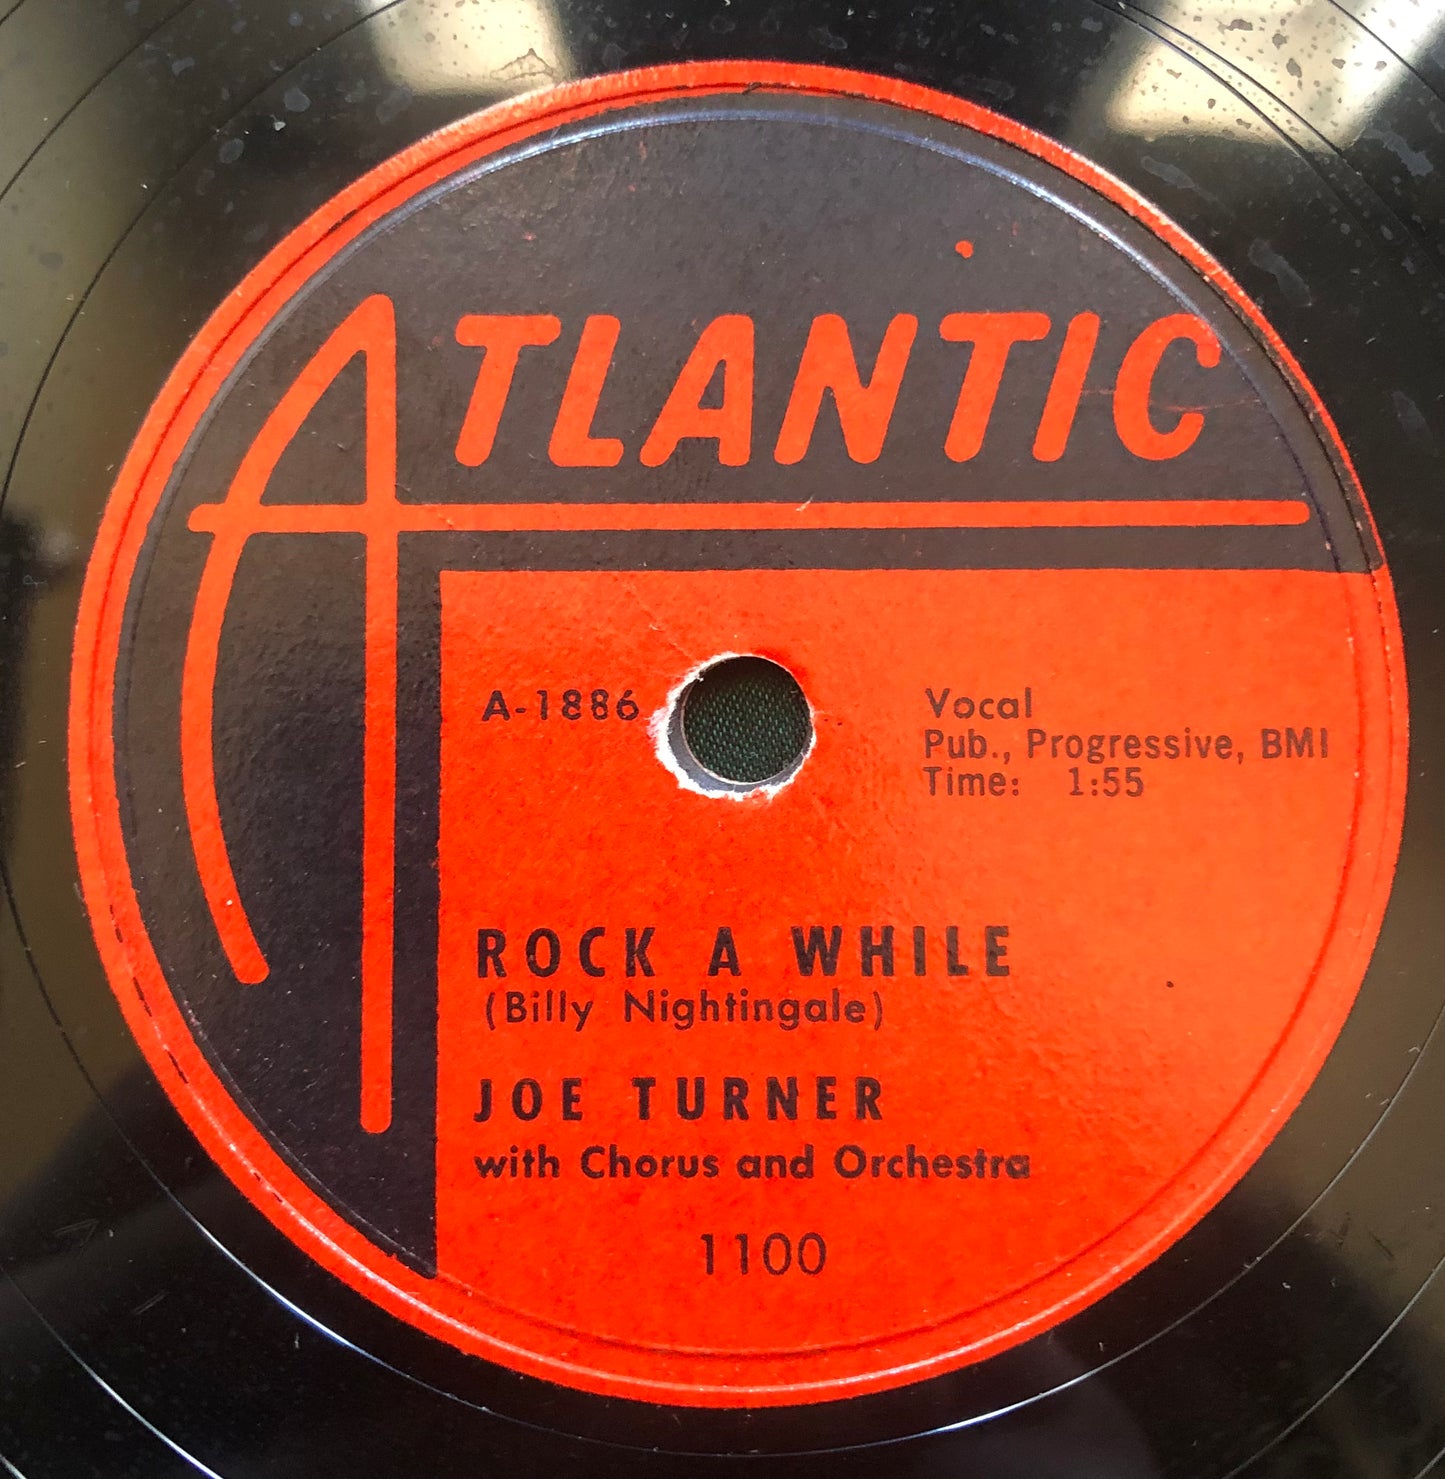 ATLANTIC
A-1886
Vocal
Pub., Progressive, BMI
Time: 1:55
ROCK A WHILE
(Billy Nightingale)
JOE TURNER
with Chorus and Orchestra
1100